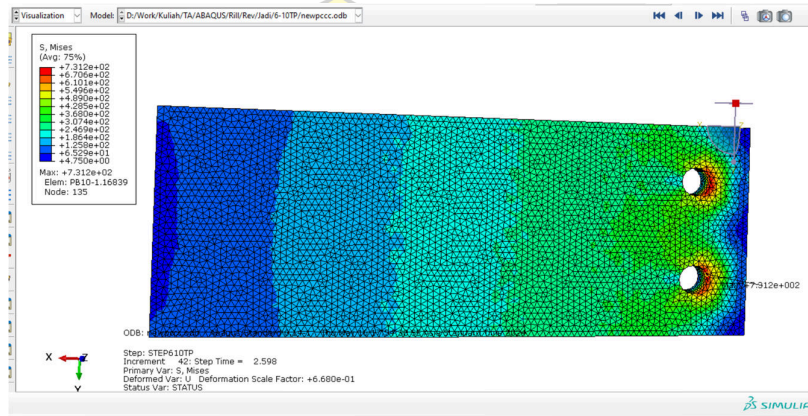 Visualization Model: D:/Work/Kuliah/TA/ABAQUS/Rill/Rev/Jadi/6-10TP/newpccc.odb
S, Mises
(Avg: 75%)
+7.312e+02
+6.706e+02
+6.101e+02
+5.496e+02
+4.890e+02
+4.285e+02
+3.680e+02
+3.074e+02
+2.469e+02
+1.864e+02
+1.258e+02
+6.529e+01
+4.750e+00
Max: +7.312e+02
Elem: PB10-1.16839
Node: 135
ODB:
Step: STEP610TP
Increment 42: Step Time = 2.598
Primary Var: S, Mises
Deformed Var: U Deformation Scale Factor: +6.680e-01
Status Var: STATUS
X
Z
Y
SIMULIA